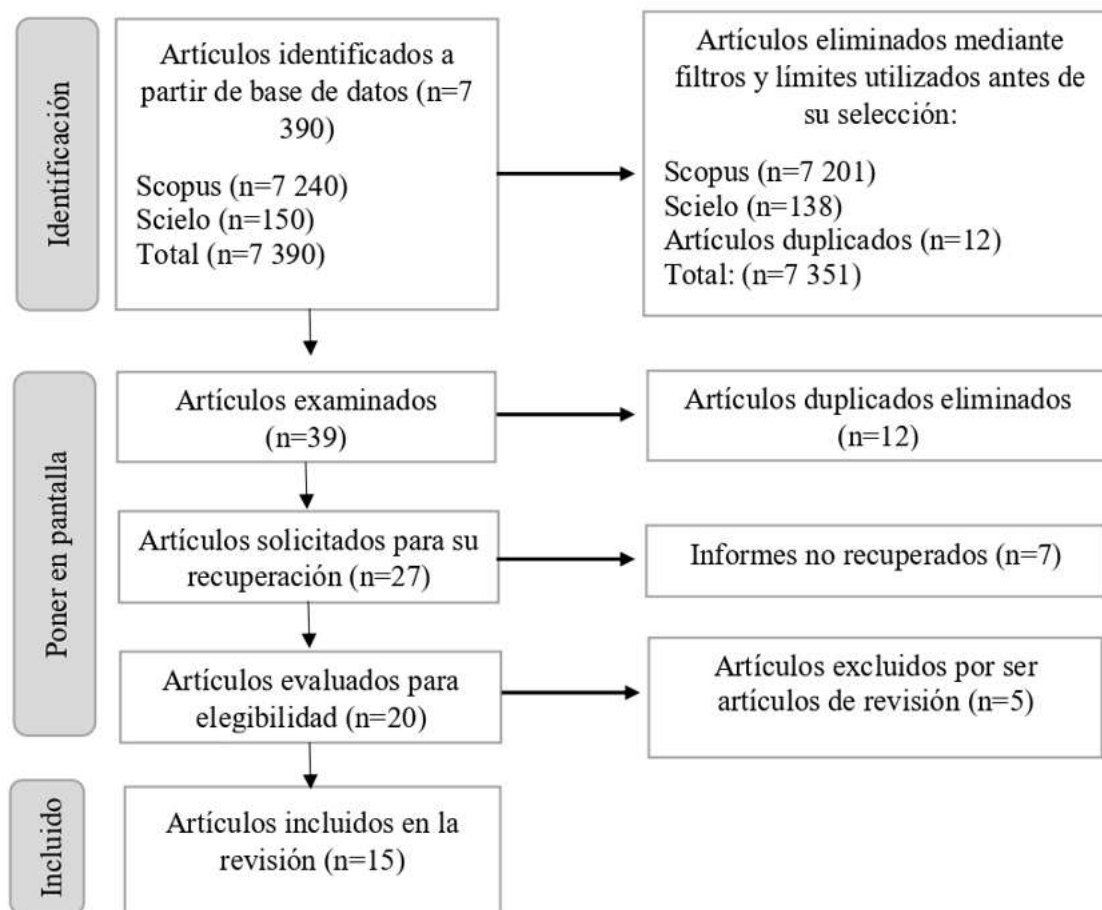 Identificación
Artículos identificados a
partir de base de datos (n=7
390)
Scopus (n=7 240)
Scielo (n=150)
Total (n=7 390)
Artículos eliminados mediante
filtros y límites utilizados antes de
su selección:
Scopus (n=7 201)
Scielo (n=138)
Artículos duplicados (n=12)
Total: (n=7 351)
Poner en pantalla
Artículos examinados
(n=39)
Artículos duplicados eliminados
(n=12)
Artículos solicitados para su
recuperación (n=27)
Informes no recuperados (n=7)
Artículos evaluados para
elegibilidad (n=20)
Artículos excluidos por ser
artículos de revisión (n=5)
Incluido
Artículos incluidos en la
revisión (n=15)